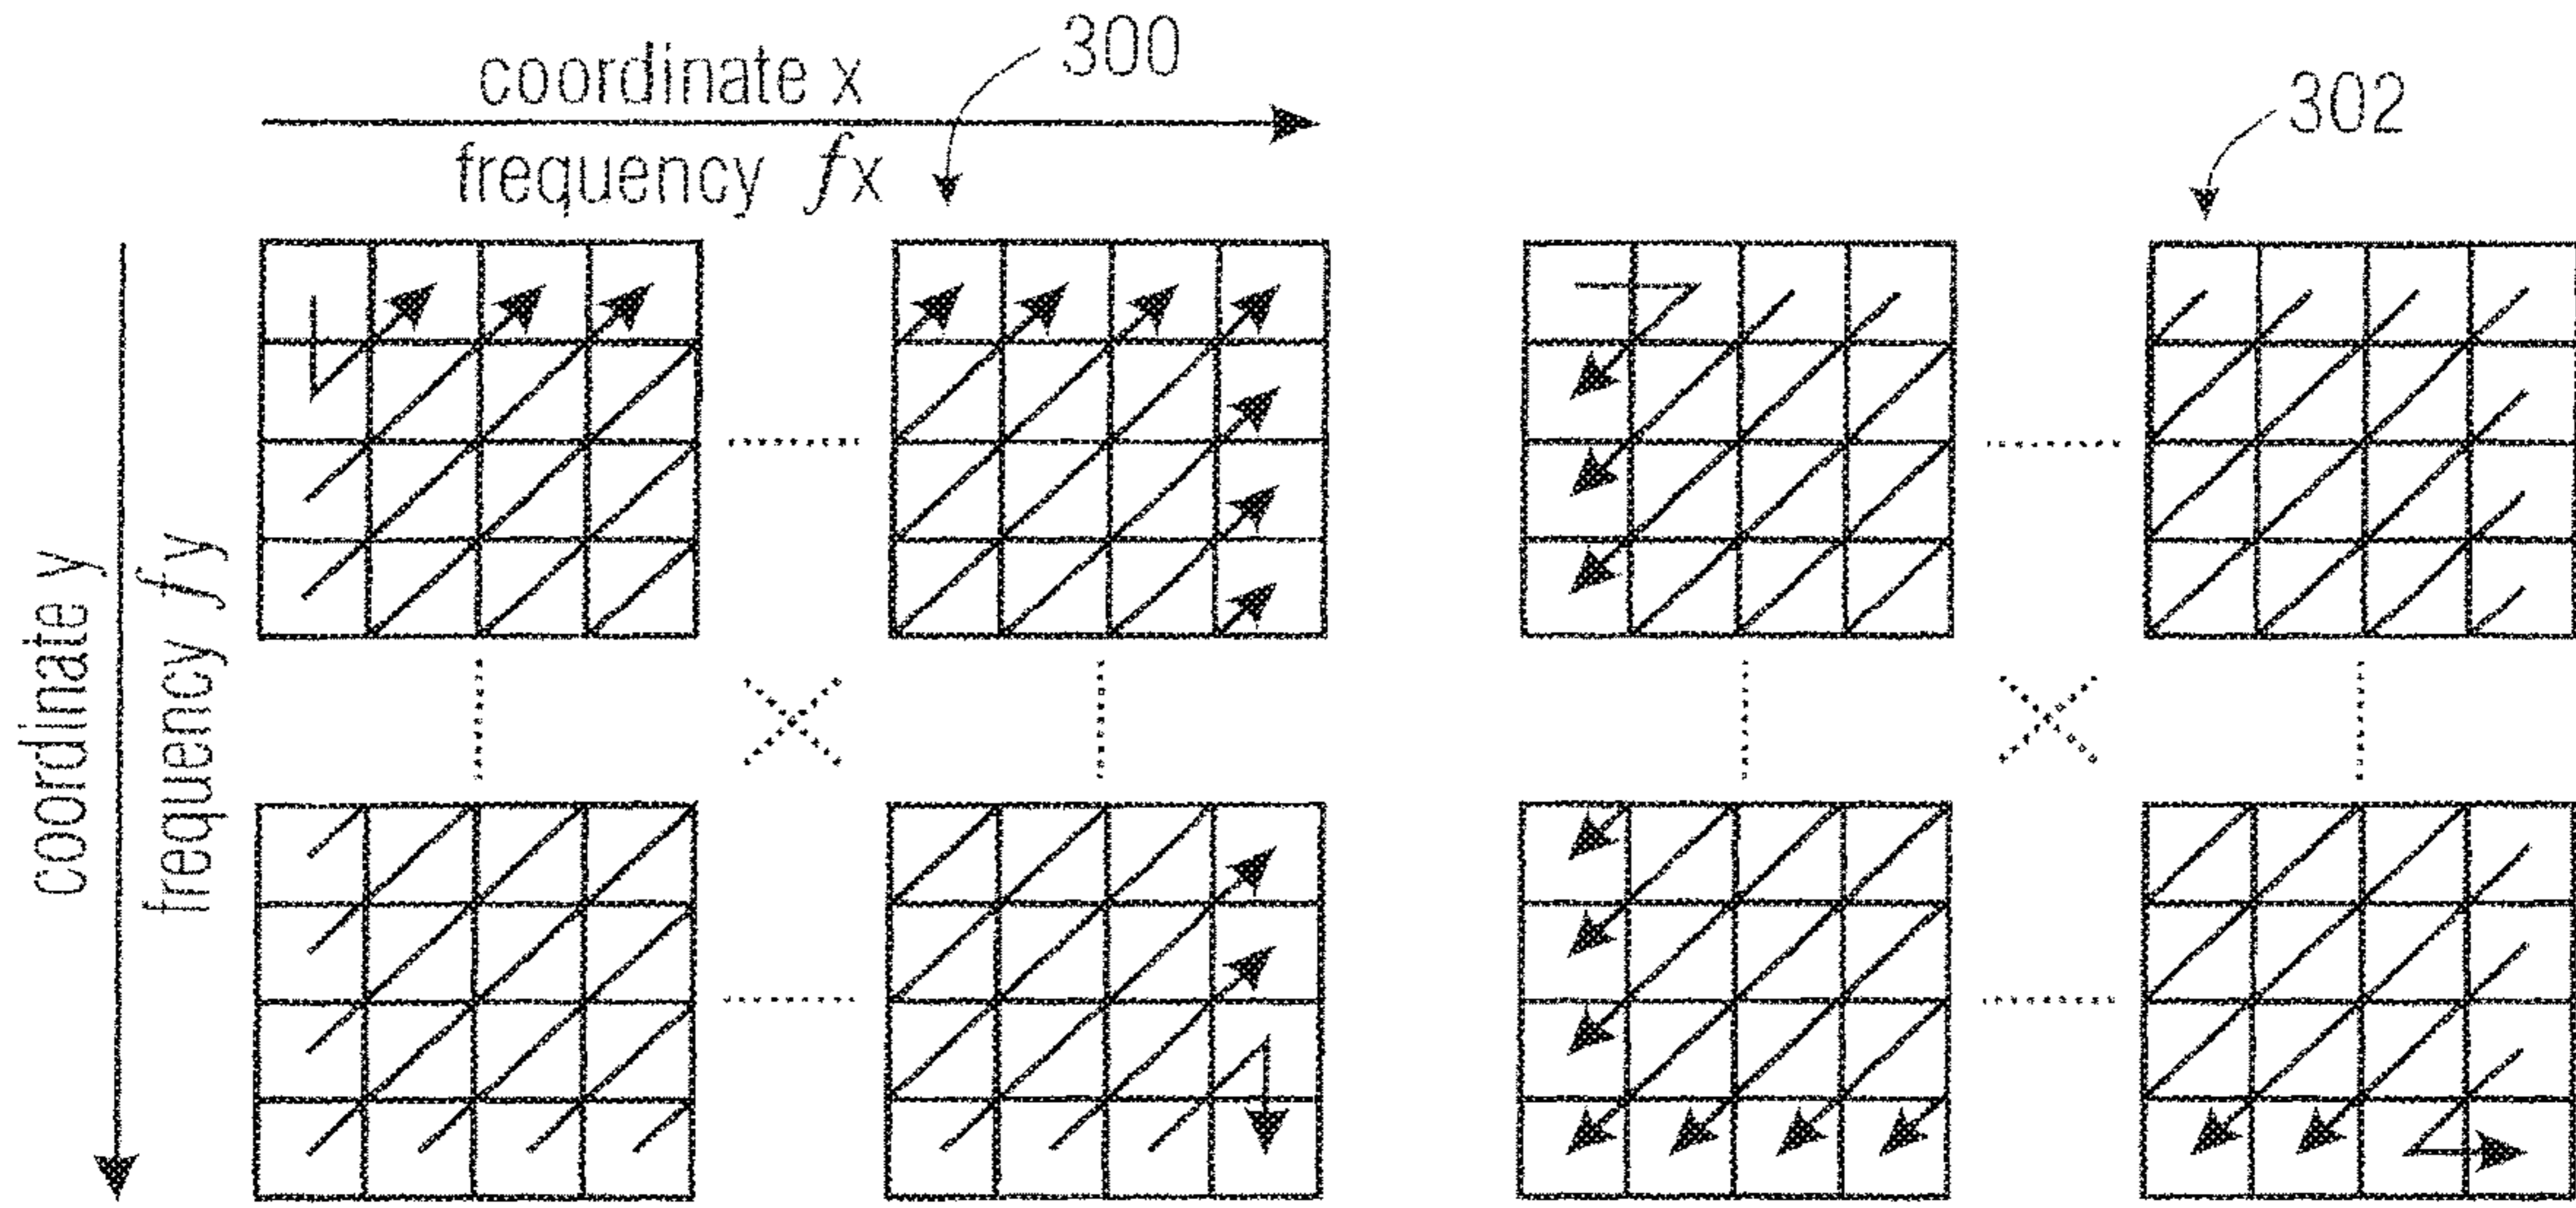 coordinate x
300
frequency fx
302
coordinate y
frequency fy